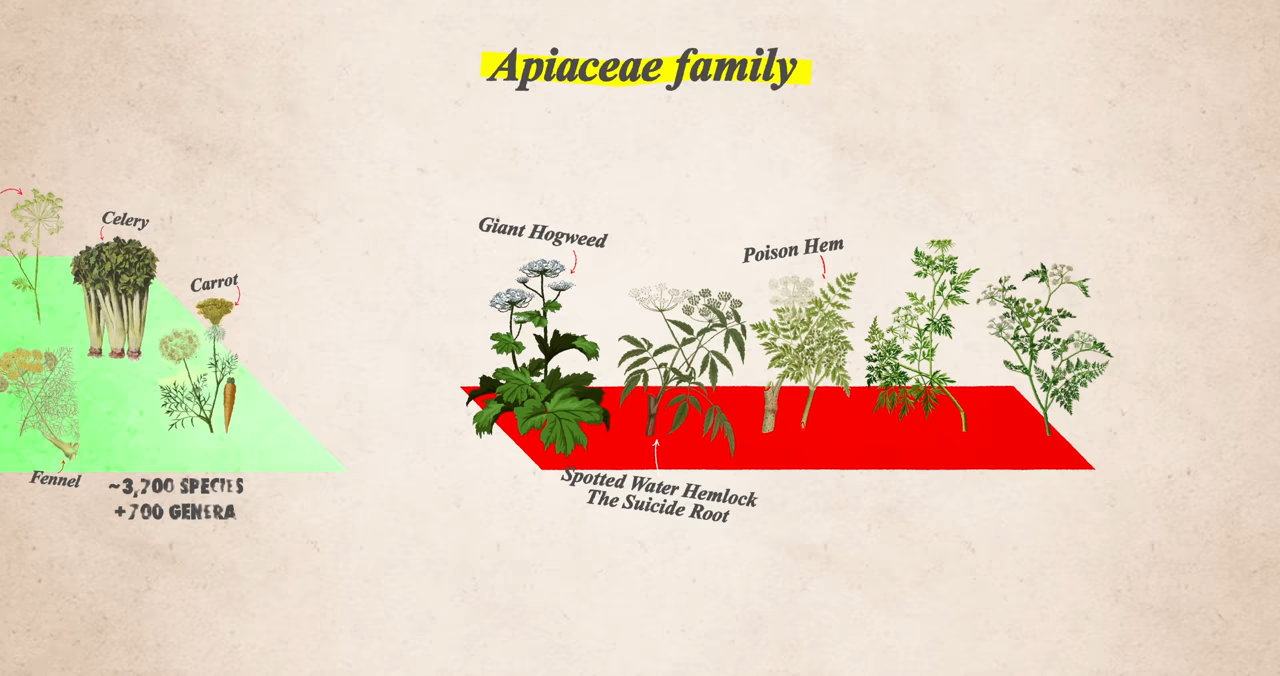 Apiaceae family
Celery
Carrot
Fennel
~3,700 SPECIES
+700 GENERA
Giant Hogweed
Poison Hem
Spotted Water Hemlock
The Suicide Root